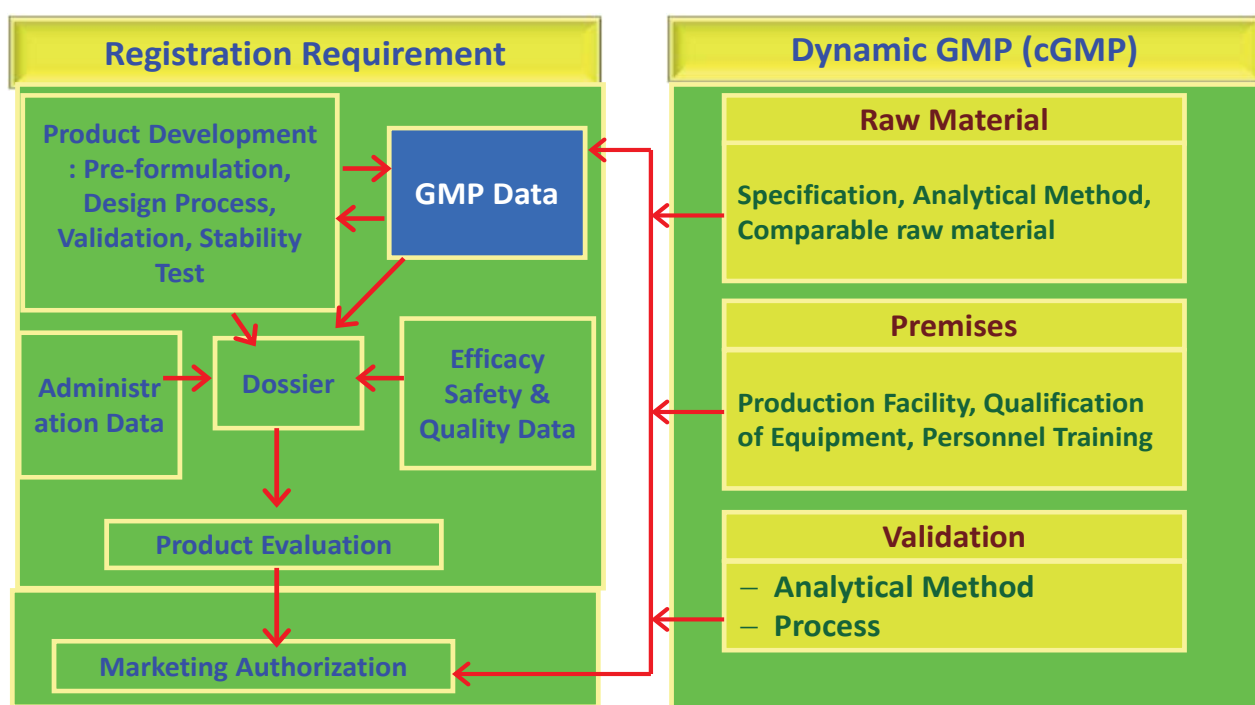 Registration Requirement
Product Development
: Pre-formulation,
Design Process,
Validation, Stability
Test
GMP Data
Administr
ation Data
Dossier
Efficacy
Safety &
Quality Data
Product Evaluation
Marketing Authorization
Dynamic GMP (cGMP)
Raw Material
Specification, Analytical Method,
Comparable raw material
Premises
Production Facility, Qualification
of Equipment, Personnel Training
Validation
– Analytical Method
– Process